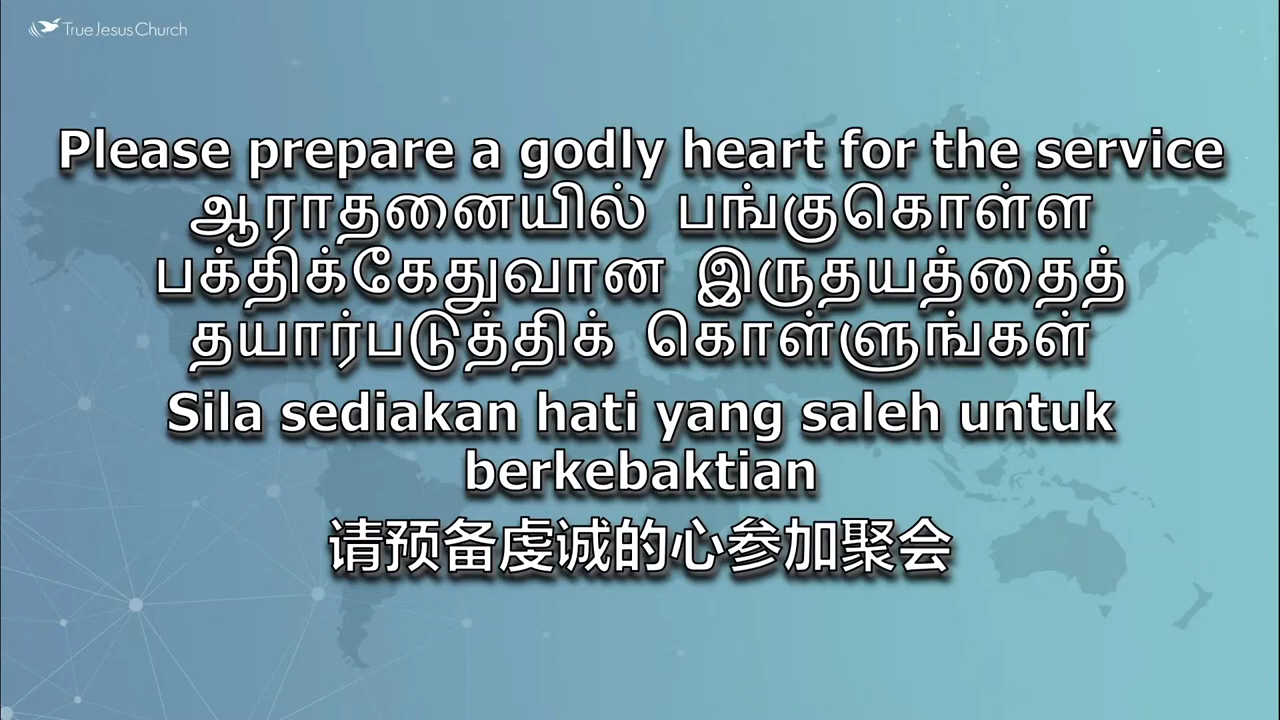 True Jesus Church
Please prepare a godly heart for the service
ஆராதனையில் பங்குகொள்ள
பக்திக்கேதுவான இருதயத்தைத்
தயார்படுத்திக் கொள்ளுங்கள்
Sila sediakan hati yang saleh untuk
berkebaktian
请预备虔诚的心参加聚会